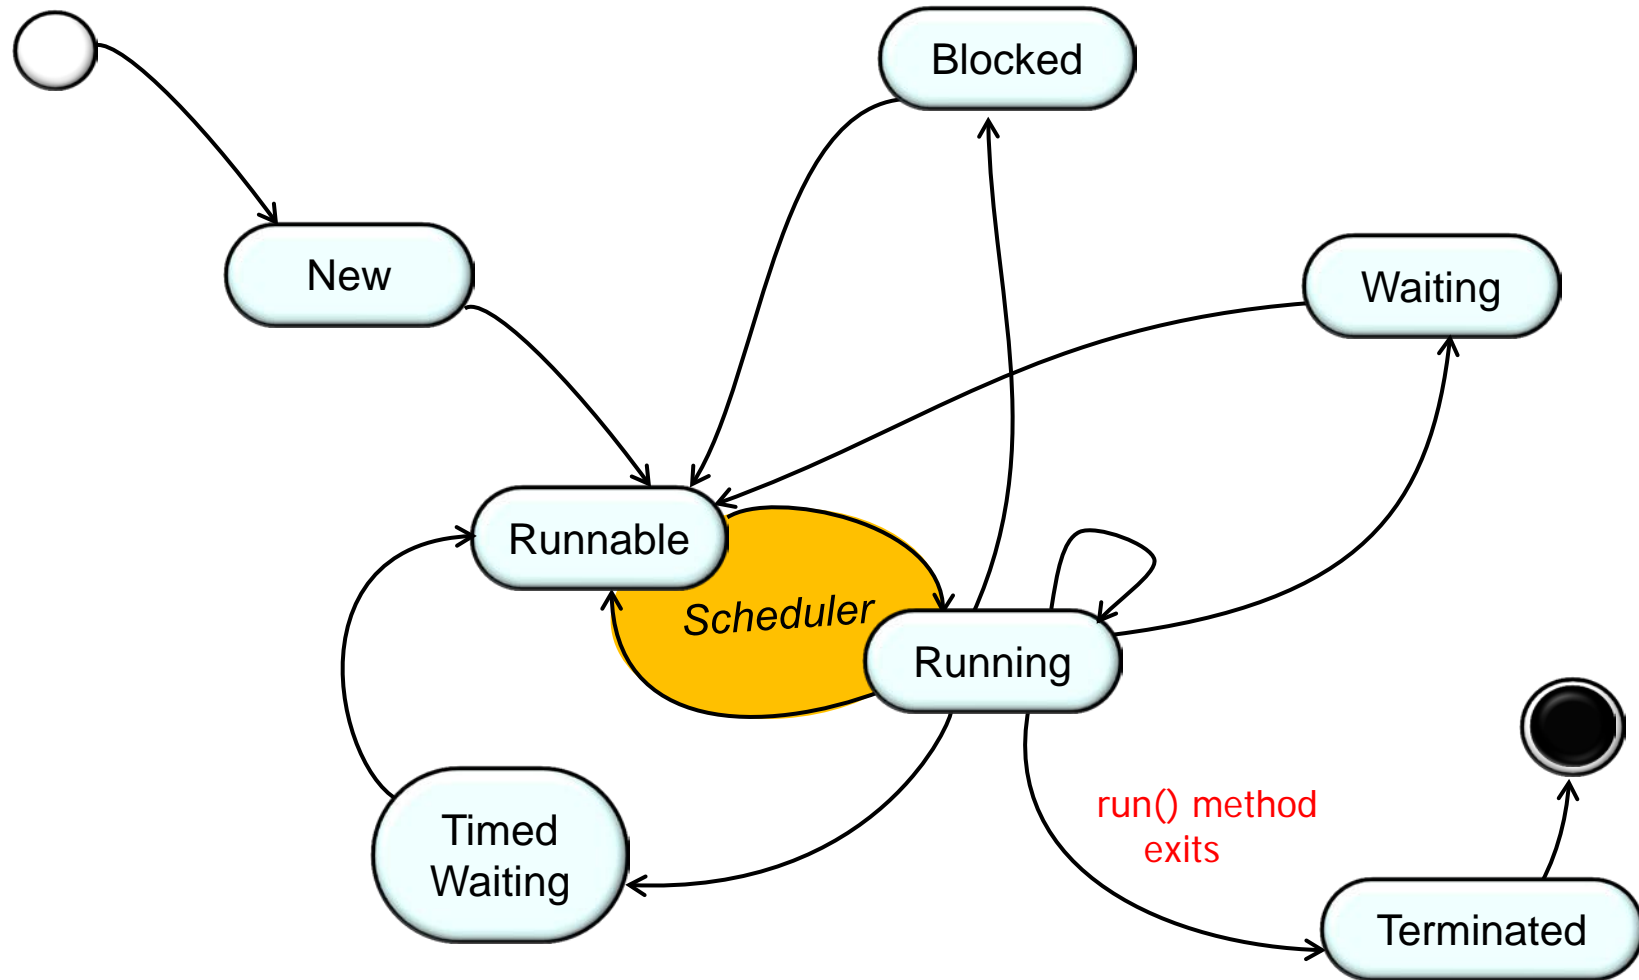 Blocked
New
Waiting
Runnable
Scheduler
Running
run() method
exits
Timed
Waiting
Terminated